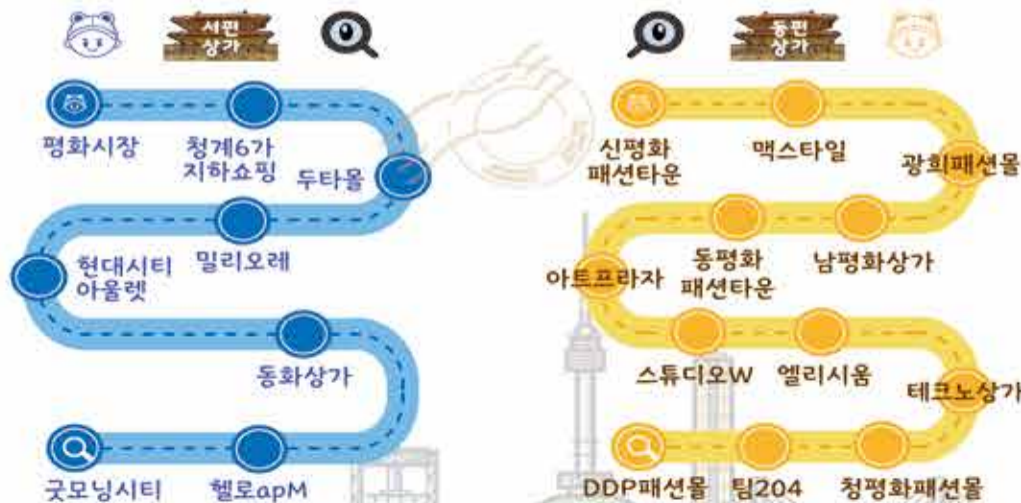 서편
상가
평화시장
청계6가
지하쇼핑
두타몰
밀리오레
현대시티
아울렛
동화상가
굿모닝시티
헬로apM
동편
상가
신평화
패션타운
맥스타일
광희패션몰
남평화상가
동평화
패션타운
아트프라자
스튜디오W
엘리시움
테크노상가
DDP패션몰
팀204
청평화패션몰